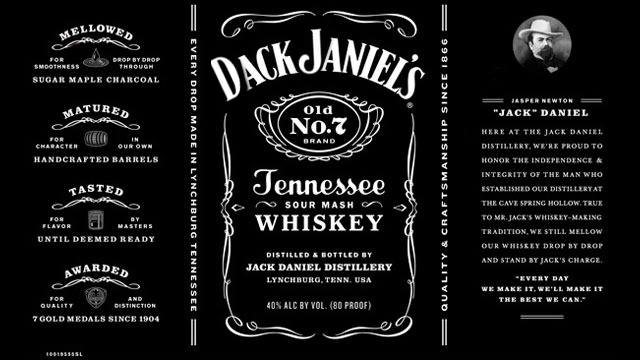 MELLOWED
FOR SMOOTHNESS
DROP BY DROP THROUGH
SUGAR MAPLE CHARCOAL
MATURED
FOR CHARACTER
IN OUR OWN
HANDCRAFTED BARRELS
TASTED
FOR FLAVOR
BY MASTERS
UNTIL DEEMED READY
AWARDED
FOR QUALITY
AND DISTINCTION
7 GOLD MEDALS SINCE 1904
10019555SL
EVERY DROP MADE IN LYNCHBURG TENNESSEE
DACK JANIEL'S
®
Old
No.7
BRAND
Tennessee
SOUR MASH
WHISKEY
DISTILLED & BOTTLED BY
JACK DANIEL DISTILLERY
LYNCHBURG, TENN. USA
40% ALC BY VOL. (80 PROOF)
QUALITY & CRAFTSMANSHIP SINCE 1866
JASPER NEWTON
"JACK" DANIEL
HERE AT THE JACK DANIEL
DISTILLERY, WE'RE PROUD TO
HONOR THE INDEPENDENCE &
INTEGRITY OF THE MAN WHO
ESTABLISHED OUR DISTILLERY AT
THE CAVE SPRING HOLLOW. TRUE
TO MR. JACK'S WHISKEY-MAKING
TRADITION, WE STILL MELLOW
OUR WHISKEY DROP BY DROP
AND STAND BY JACK'S CHARGE.
"EVERY DAY
WE MAKE IT, WE'LL MAKE IT
THE BEST WE CAN."